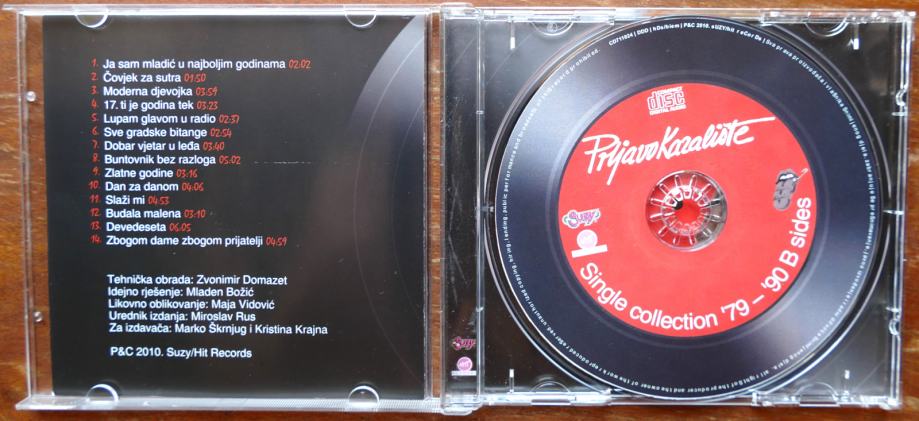 1. Ja sam mladić u najboljim godinama 02:02
2. Čovjek za sutra 01:50
3. Moderna djevojka 03:59
4. 17. ti je godina tek 03:23
5. Lupam glavom u radio 02:37
6. Sve gradske bitange 02:54
7. Dobar vjetar u leđa 03:40
8. Buntovnik bez razloga 05:02
9. Zlatne godine 03:16
10. Dan za danom 04:06
11. Slaži mi 04:53
12. Budala malena 03:10
13. Devedeseta 06:05
14. Zbogom dame zbogom prijatelji 04:59
Tehnička obrada: Zvonimir Domazet
Idejno rješenje: Mladen Božić
Likovno oblikovanje: Maja Vidović
Urednik izdanja: Miroslav Rus
Za izdavača: Marko Škrnjug i Kristina Krajna
P&C 2010. Suzy/Hit Records
Suzy
COMPACT
disc
DIGITAL AUDIO
Prljavo Kazalište
Suzy
Single collection '79 – '90 B sides